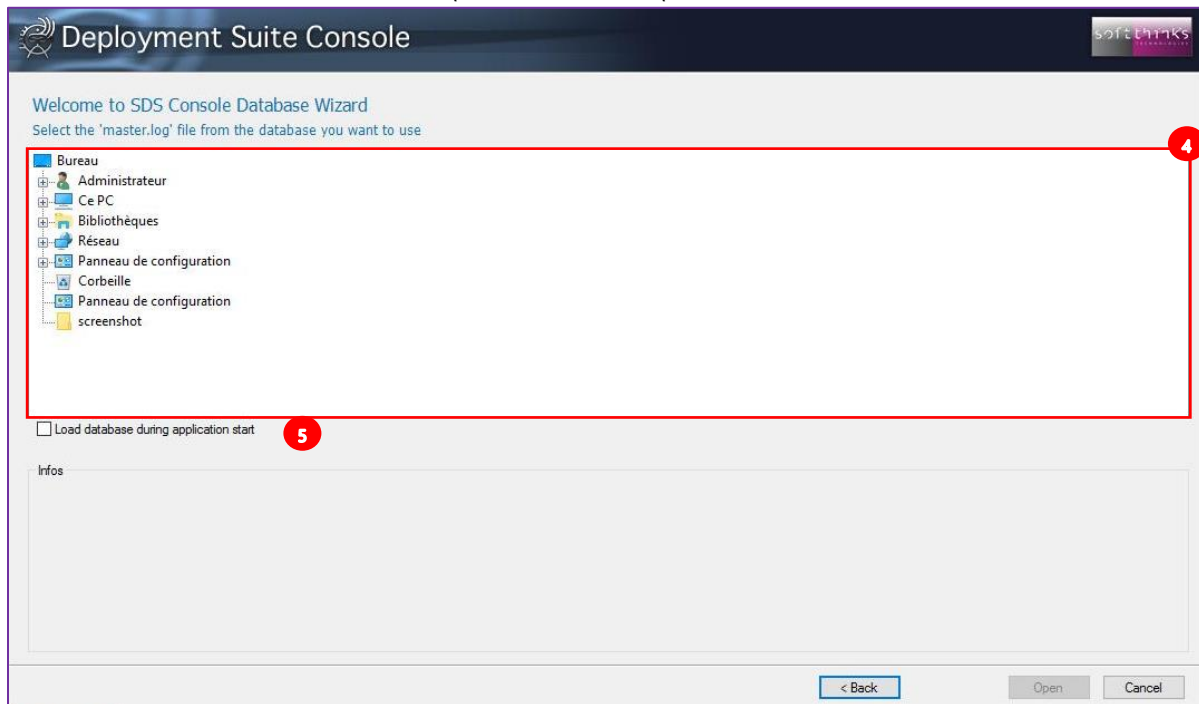 Deployment Suite Console
softthinks
TECHNOLOGIES
Welcome to SDS Console Database Wizard
Select the 'master.log' file from the database you want to use
4
Bureau
Administrateur
Ce PC
Bibliothèques
Réseau
Panneau de configuration
Corbeille
Panneau de configuration
screenshot
Load database during application start
5
Infos
< Back
Open
Cancel